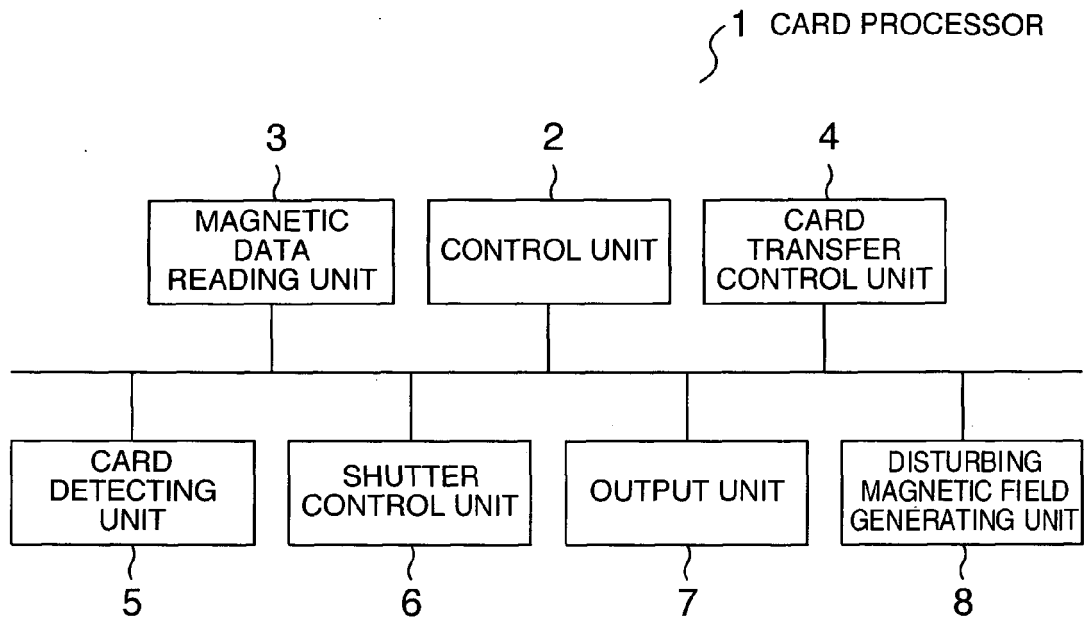 1 CARD PROCESSOR
3
2
4
MAGNETIC
DATA
READING UNIT
CONTROL UNIT
CARD
TRANSFER
CONTROL UNIT
CARD
DETECTING
UNIT
SHUTTER
CONTROL UNIT
OUTPUT UNIT
DISTURBING
MAGNETIC FIELD
GENERATING UNIT
5
6
7
8